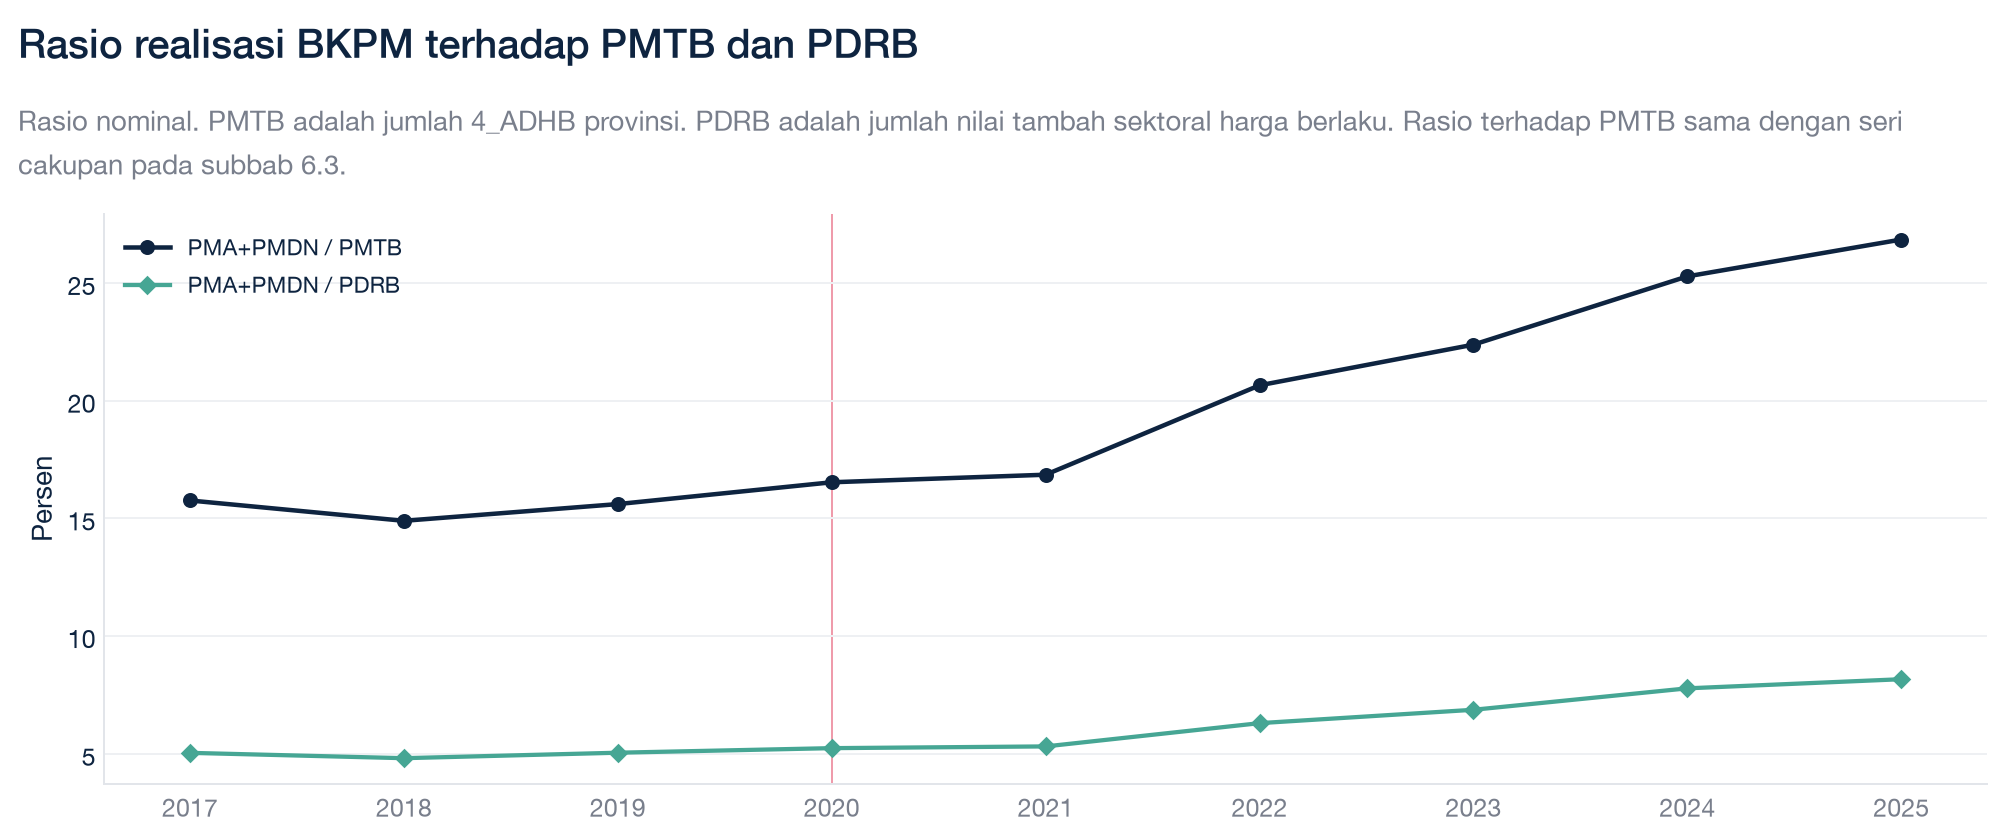 Rasio realisasi BKPM terhadap PMTB dan PDRB
Rasio nominal. PMTB adalah jumlah 4_ADHB provinsi. PDRB adalah jumlah nilai tambah sektoral harga berlaku. Rasio terhadap PMTB sama dengan seri
cakupan pada subbab 6.3.
PMA+PMDN / PMTB
PMA+PMDN / PDRB
Persen
25
20
15
10
5
2017 2018 2019 2020 2021 2022 2023 2024 2025